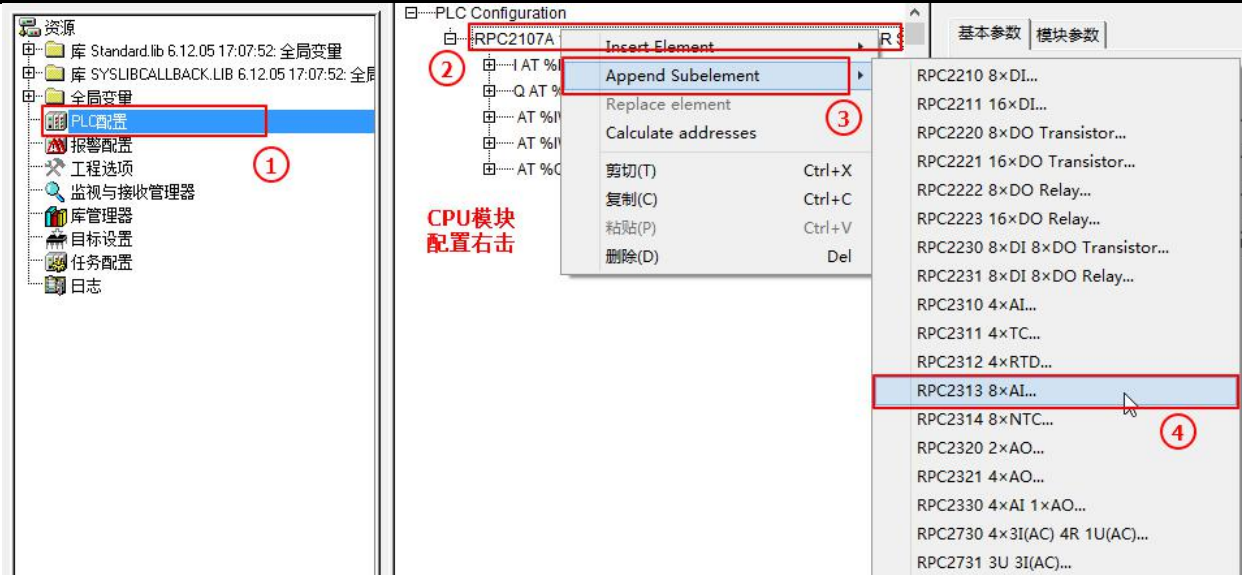 资源
库 Standard.lib 6.12.05 17:07:52: 全局变量
库 SYSLIBCALLBACK.LIB 6.12.05 17:07:52: 全局
全局变量
PLC配置
报警配置
工程选项
监视与接收管理器
库管理器
目标设置
任务配置
日志
①
PLC Configuration
RPC2107A
I AT %I
Q AT %
AT %I
AT %I
AT %Q
②
CPU模块
配置右击
Insert Element
Append Subelement
Replace element
Calculate addresses
剪切(T) Ctrl+X
复制(C) Ctrl+C
粘贴(P) Ctrl+V
删除(D) Del
③
基本参数 模块参数
RPC2210 8×DI...
RPC2211 16×DI...
RPC2220 8×DO Transistor...
RPC2221 16×DO Transistor...
RPC2222 8×DO Relay...
RPC2223 16×DO Relay...
RPC2230 8×DI 8×DO Transistor...
RPC2231 8×DI 8×DO Relay...
RPC2310 4×AI...
RPC2311 4×TC...
RPC2312 4×RTD...
RPC2313 8×AI...
RPC2314 8×NTC...
RPC2320 2×AO...
RPC2321 4×AO...
RPC2330 4×AI 1×AO...
RPC2730 4×3I(AC) 4R 1U(AC)...
RPC2731 3U 3I(AC)...
④